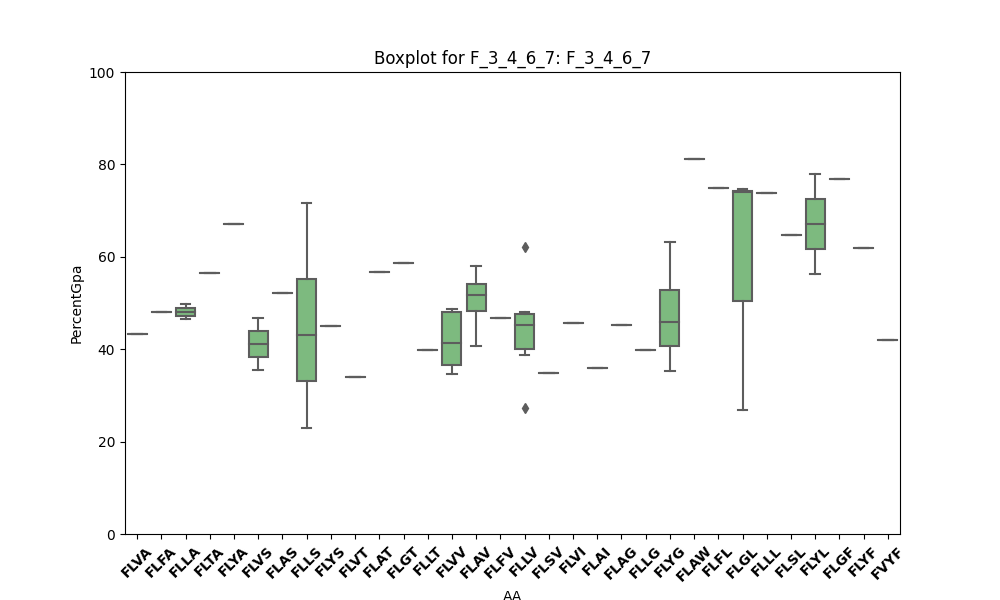 Boxplot for F_3_4_6_7: F_3_4_6_7
PercentGpa
100
80
60
40
20
0
FLVA FLFA FLLA FLTA FLYA FLVS FLAS FLLS FLYS FLVT FLAT FLGT FLLT FLVV FLAV FLFV FLLV FLSV FLVI FLAI FLAG FLLG FLYG FLAW FLFL FLGL FLLL FLSL FLYL FLGF FLYF FVYF
AA